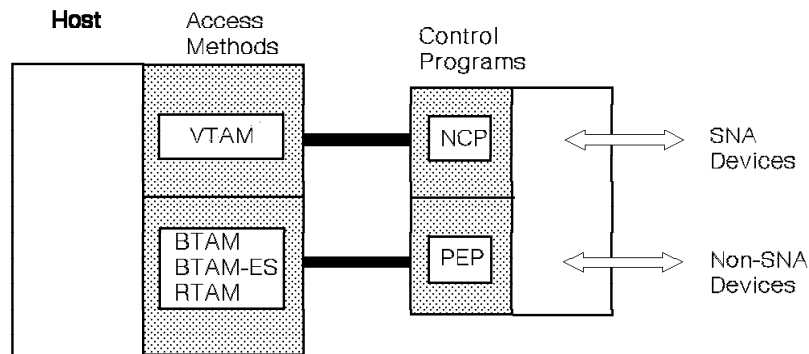 Host
Access
Methods
Control
Programs
VTAM
NCP
SNA
Devices
BTAM
BTAM-ES
RTAM
PEP
Non-SNA
Devices